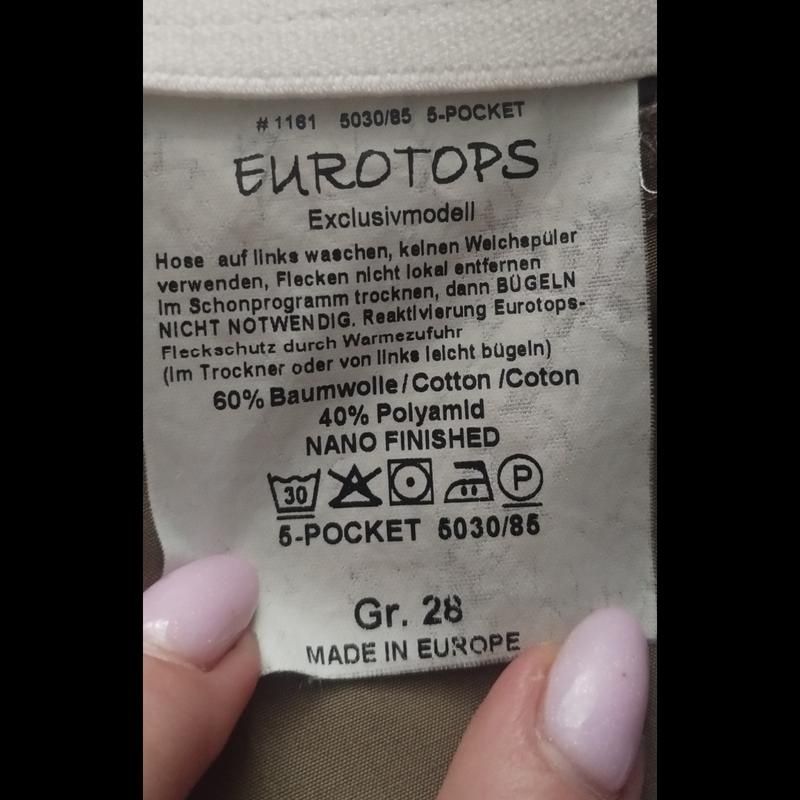 # 1161 5030/85 5-POCKET
EUROTOPS
Exclusivmodell
Hose auf links waschen, keinen Weichspüler
verwenden, Flecken nicht lokal entfernen
Im Schonprogramm trocknen, dann BÜGELN
NICHT NOTWENDIG. Reaktivierung Eurotops-
Fleckschutz durch Warmezufuhr
(Im Trockner oder von links leicht bügeln)
60% Baumwolle/Cotton /Coton
40% Polyamid
NANO FINISHED
30 P
5-POCKET 5030/85
Gr. 28
MADE IN EUROPE